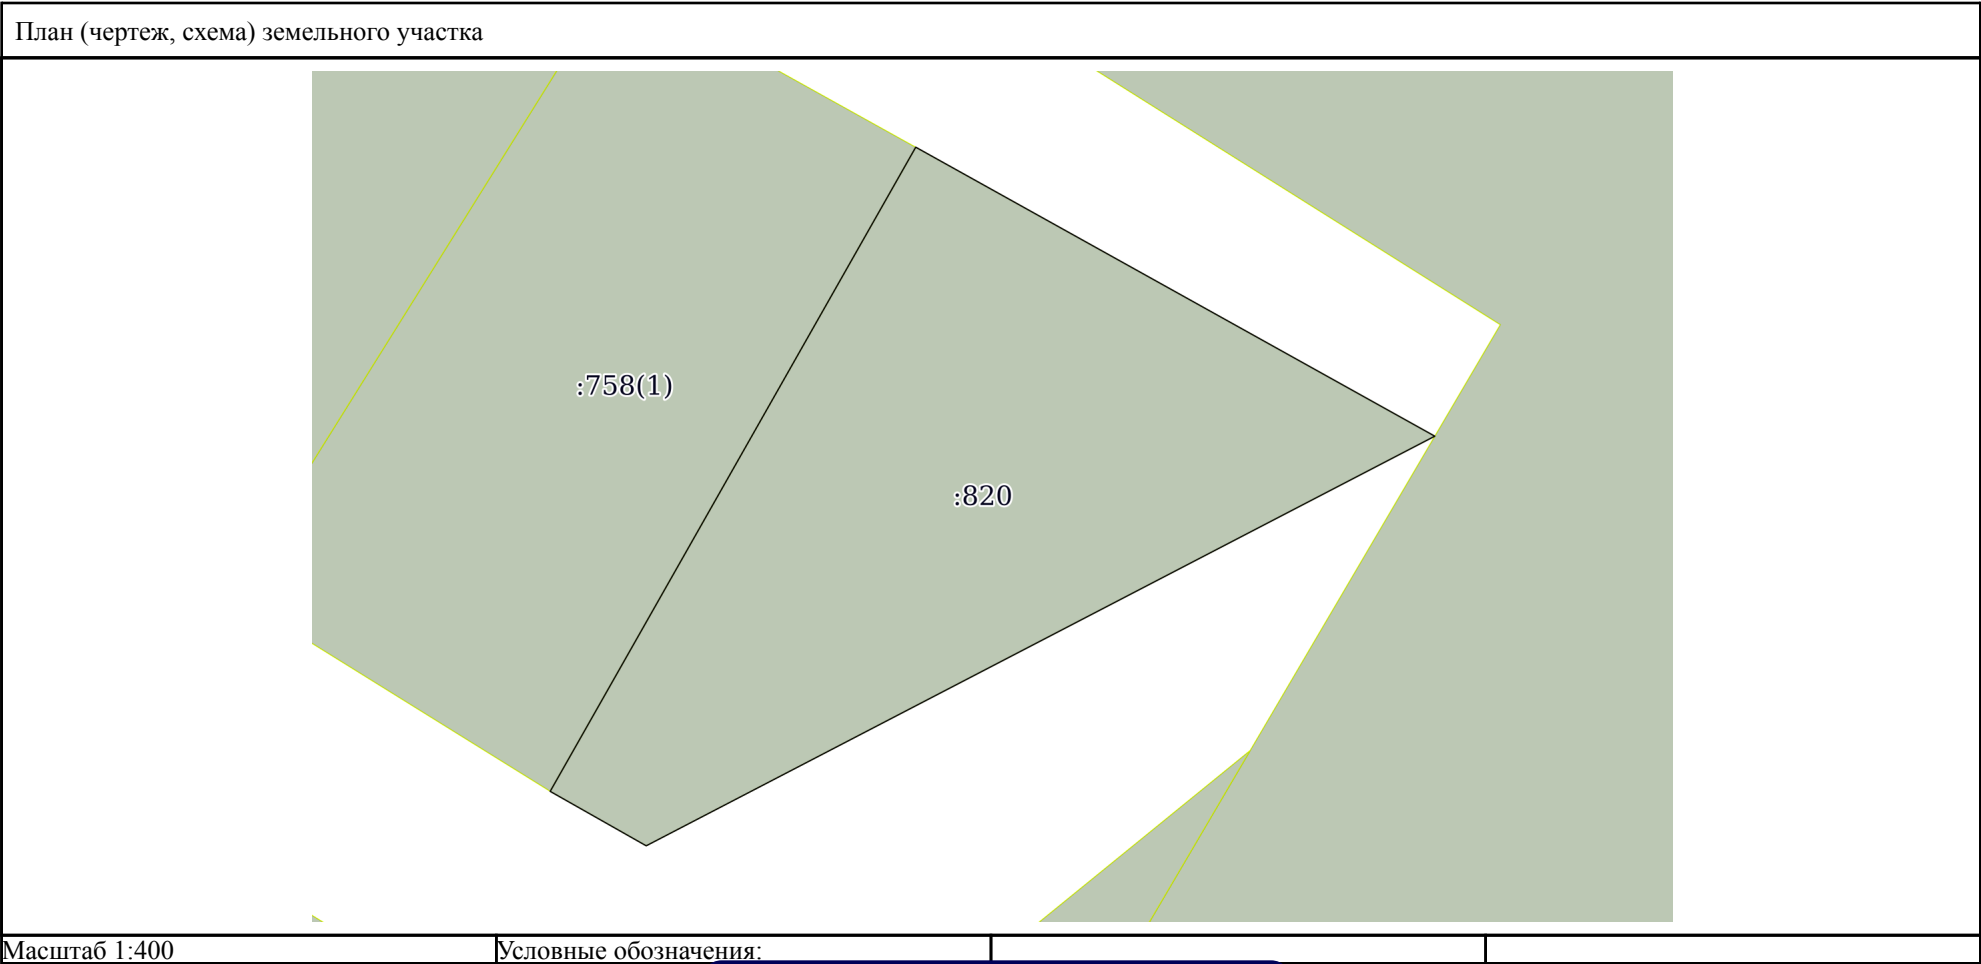 План (чертеж, схема) земельного участка
:758(1)
:820
Масштаб 1:400
Условные обозначения: